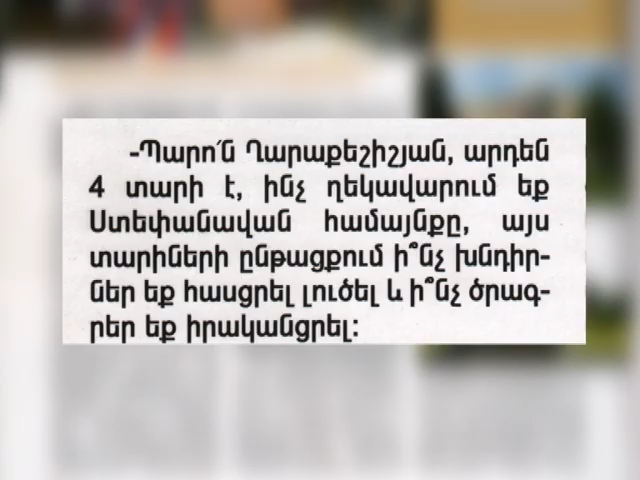 -Պարո՛ն Ղարաքեշիշյան, արդեն
4 տարի է, ինչ ղեկավարում եք
Ստեփանավան համայնքը, այս
տարիների ընթացքում ի՞նչ խնդիր-
ներ եք հասցրել լուծել և ի՞նչ ծրագ-
րեր եք իրականցրել: